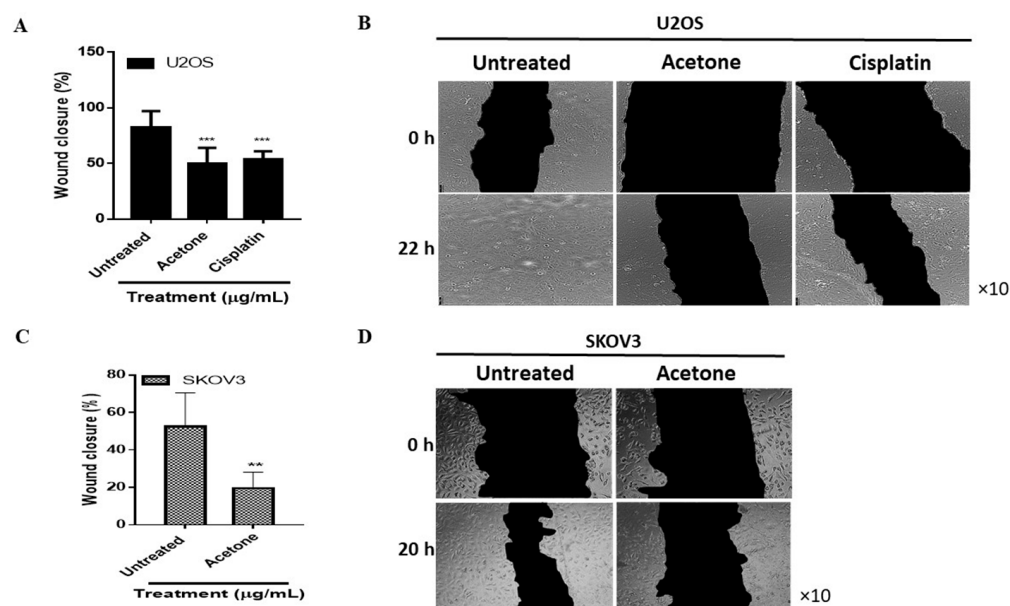 A
150
100
50
0
Wound closure (%)
U2OS
***
***
Untreated
Acetone
Cisplatin
Treatment (μg/mL)
B
U2OS
Untreated Acetone Cisplatin
0 h
22 h
×10
C
80
60
40
20
0
Wound closure (%)
SKOV3
**
Untreated
Acetone
Treatment (μg/mL)
D
SKOV3
Untreated Acetone
0 h
20 h
×10